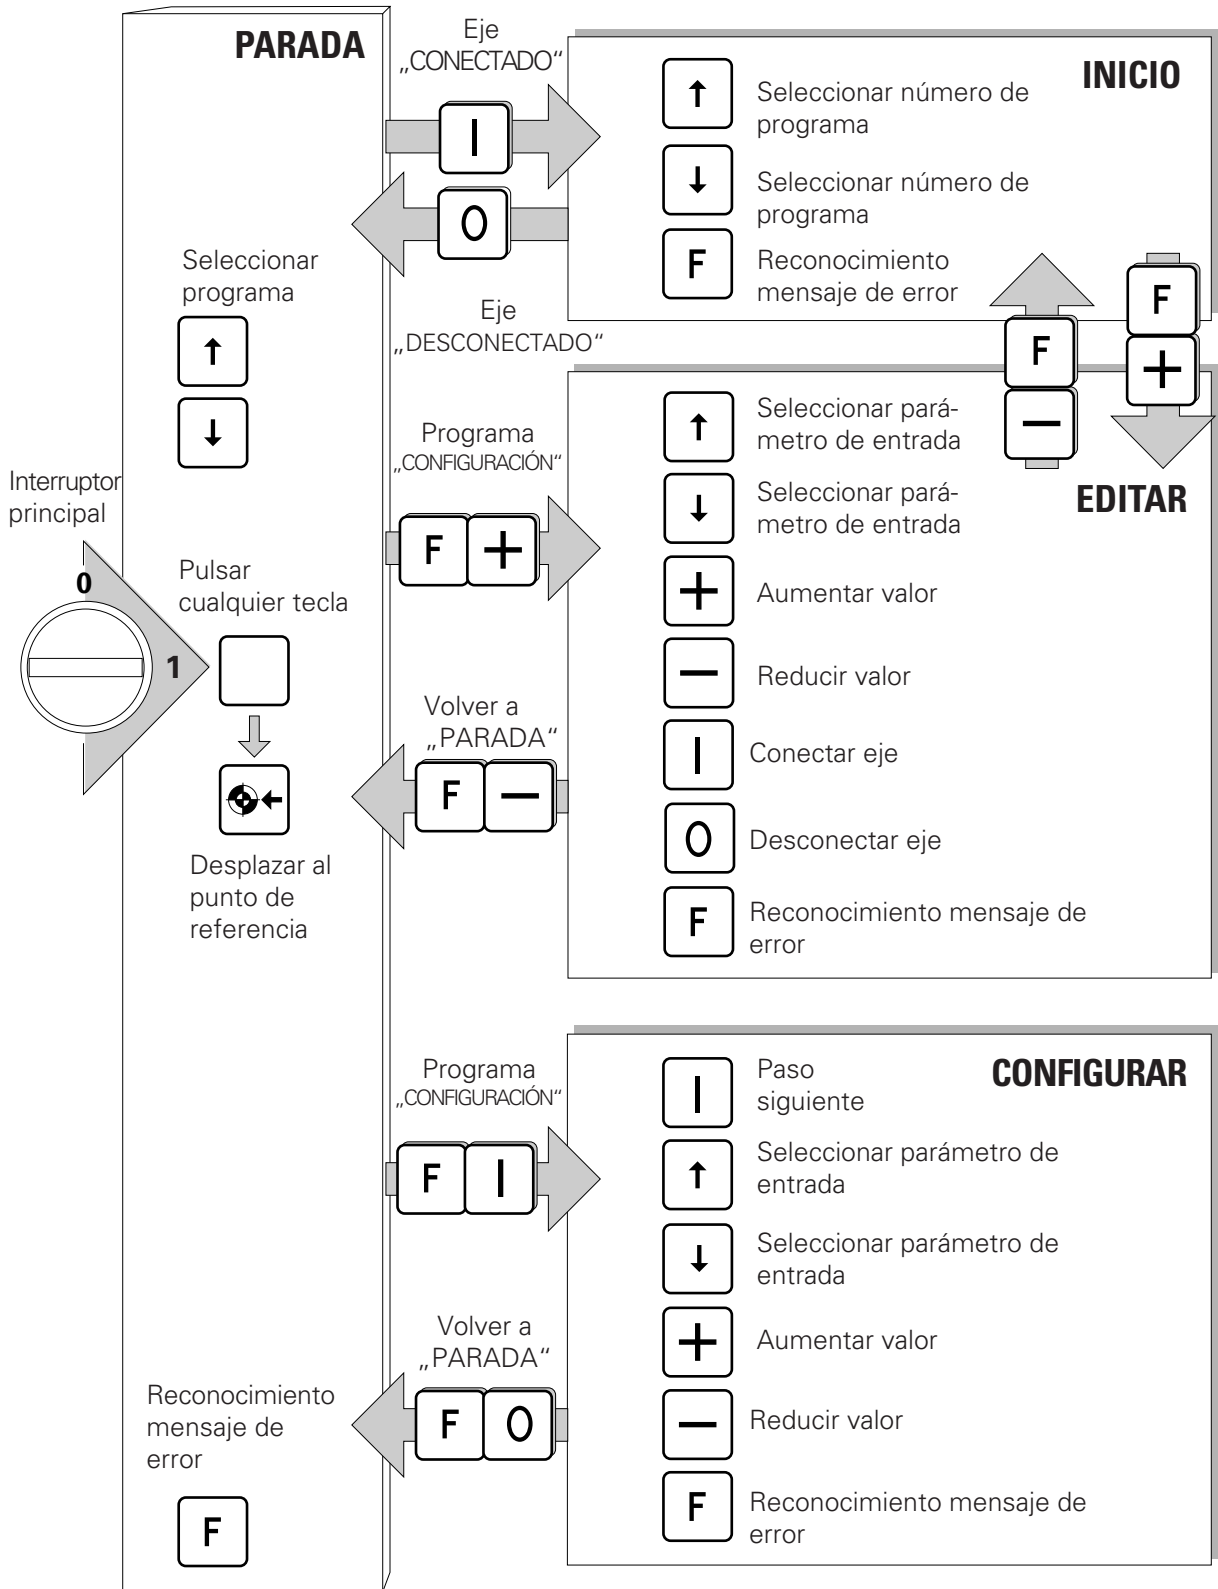 PARADA
Seleccionar
programa
↑
↓
Interruptor
principal
0
1
Pulsar
cualquier tecla
Desplazar al
punto de
referencia
Reconocimiento
mensaje de
error
F
Eje
„CONECTADO“
I
O
Eje
„DESCONECTADO“
INICIO
↑ Seleccionar número de
programa
↓ Seleccionar número de
programa
F Reconocimiento
mensaje de error
F
—
F
+
Programa
„CONFIGURACIÓN“
F +
Volver a
„PARADA“
F —
EDITAR
↑ Seleccionar pará-
metro de entrada
↓ Seleccionar pará-
metro de entrada
+ Aumentar valor
— Reducir valor
I Conectar eje
O Desconectar eje
F Reconocimiento mensaje de
error
Programa
„CONFIGURACIÓN“
F I
Volver a
„PARADA“
F O
CONFIGURAR
I Paso
siguiente
↑ Seleccionar parámetro de
entrada
↓ Seleccionar parámetro de
entrada
+ Aumentar valor
— Reducir valor
F Reconocimiento mensaje de
error